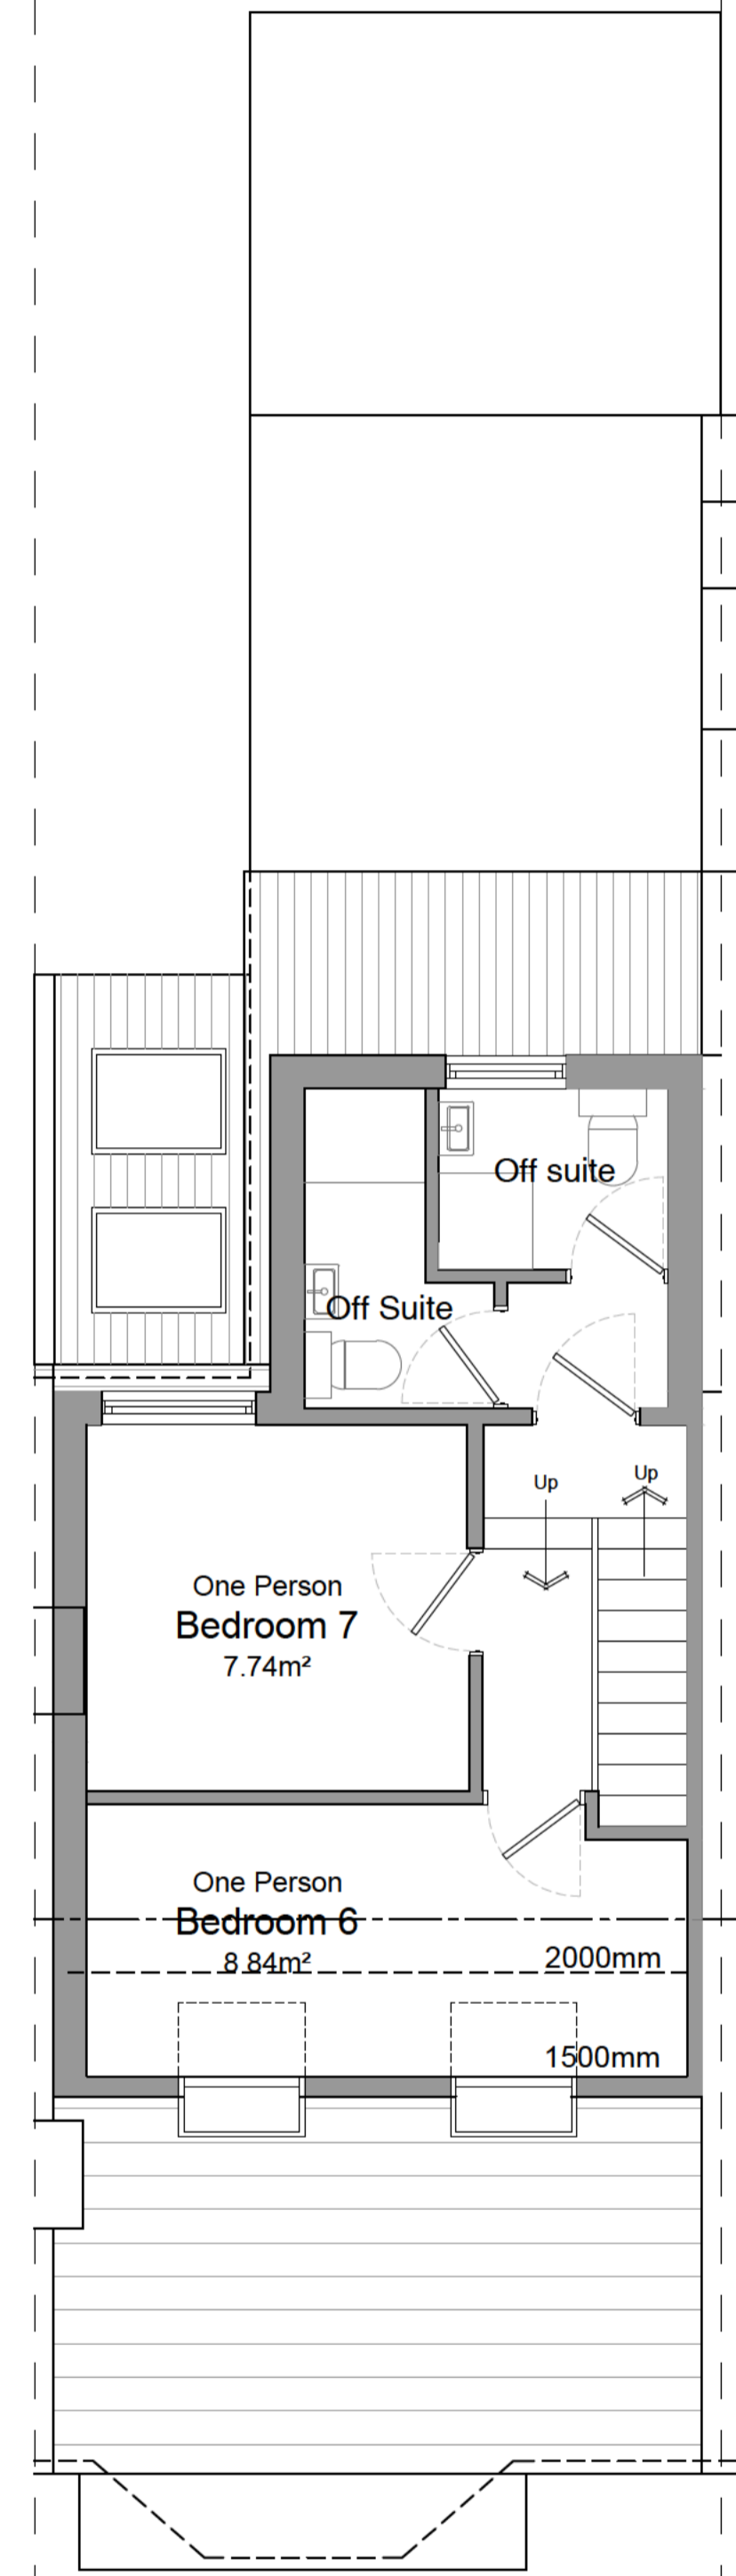 Off suite
Off Suite
Up
Up
One Person
Bedroom 7
7.74m²
One Person
Bedroom 6
8.84m²
2000mm
1500mm